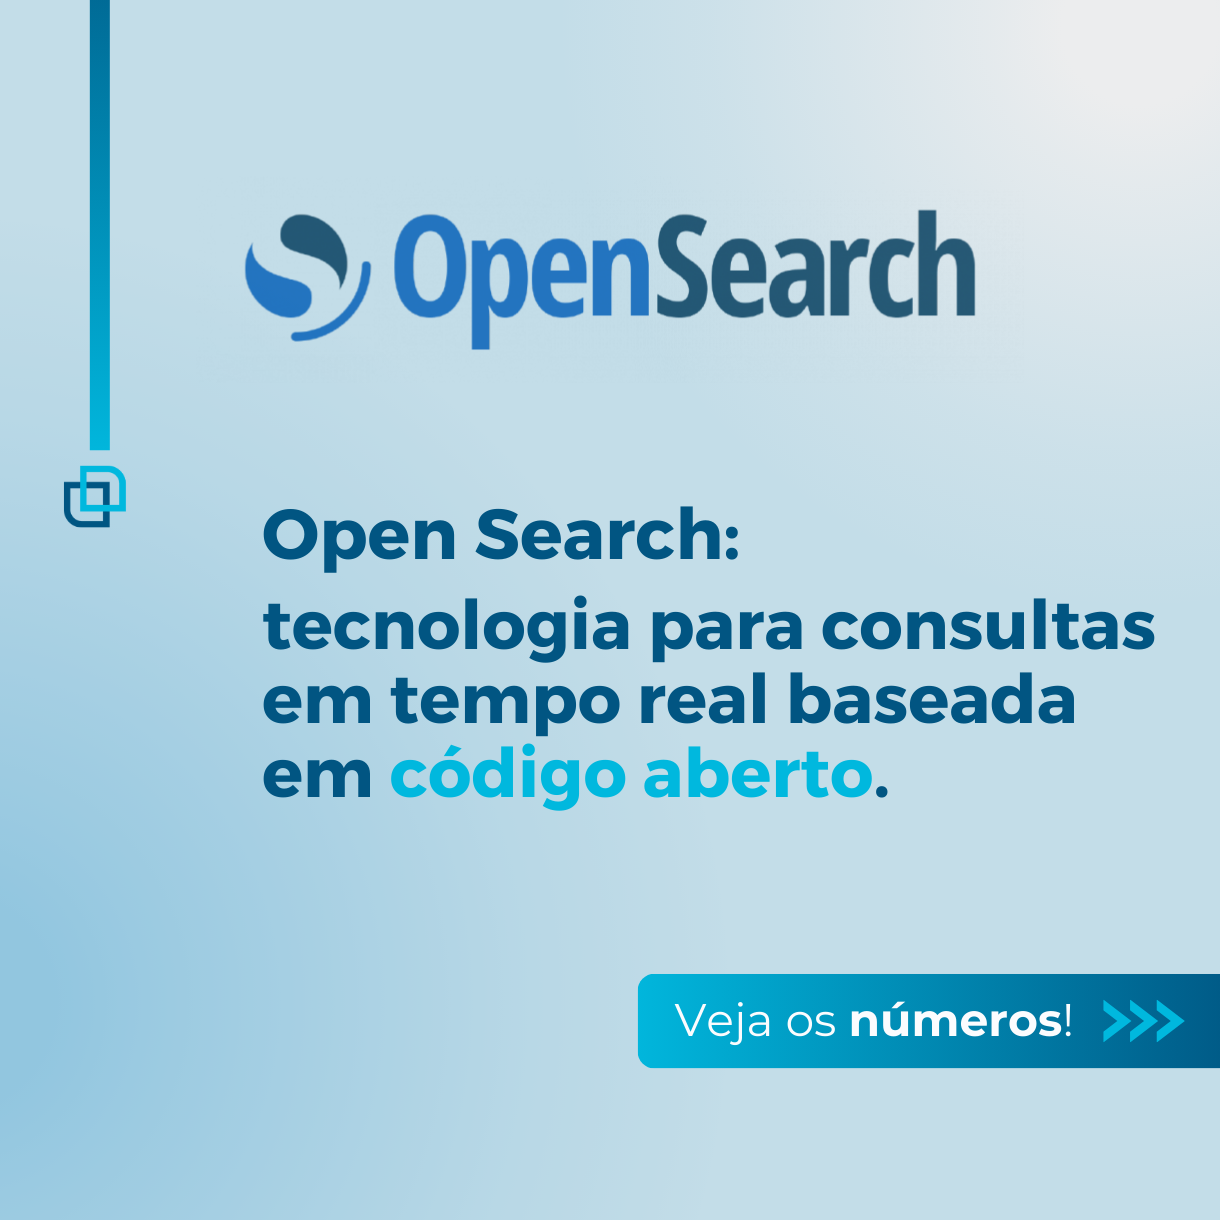 OpenSearch
Open Search:
tecnologia para consultas
em tempo real baseada
em código aberto.
Veja os números!